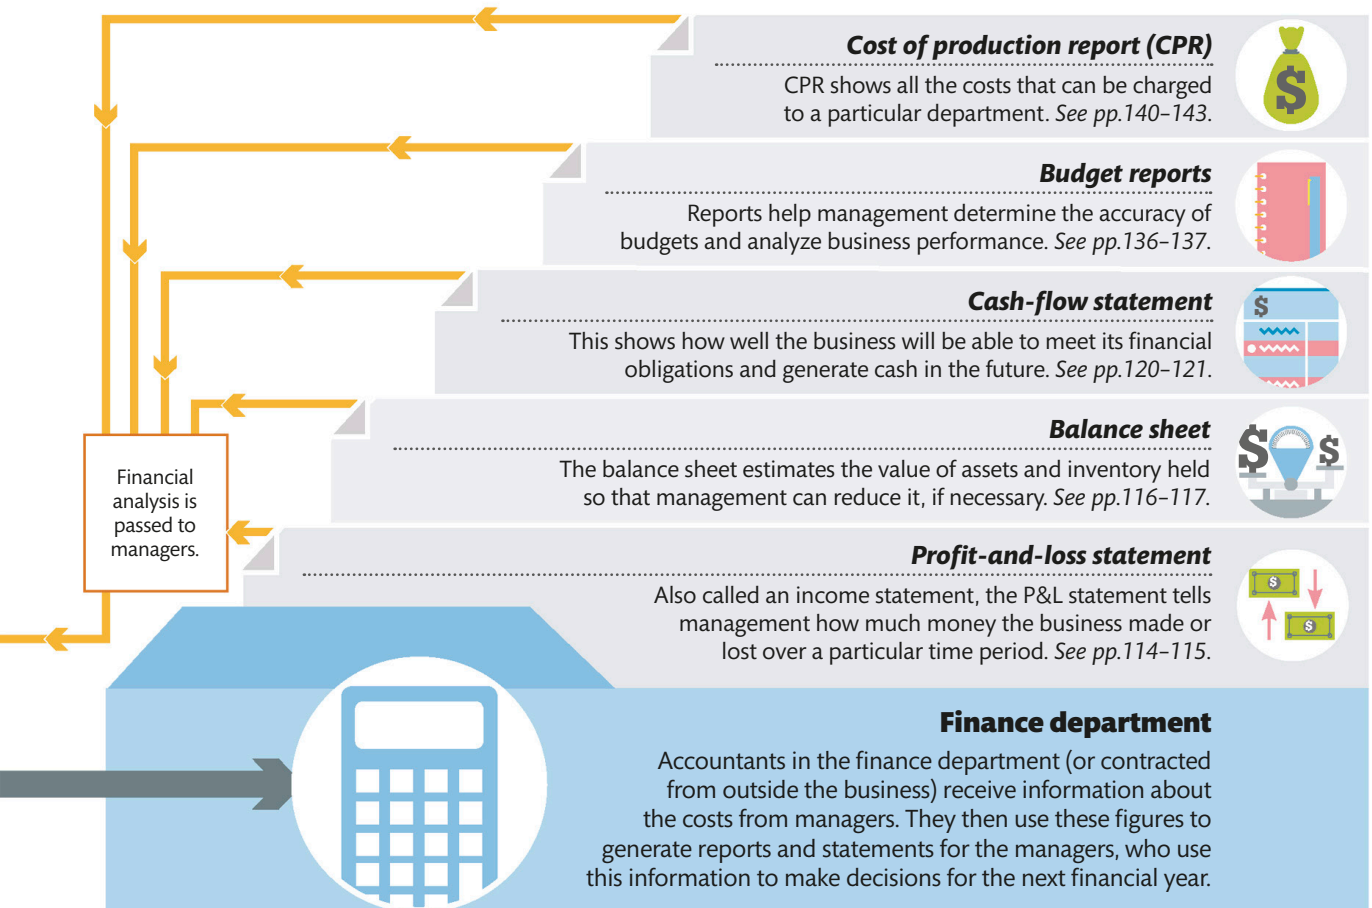 Cost of production report (CPR)
CPR shows all the costs that can be charged
to a particular department. See pp.140–143.
$
Budget reports
Reports help management determine the accuracy of
budgets and analyze business performance. See pp.136–137.
Cash-flow statement
This shows how well the business will be able to meet its financial
obligations and generate cash in the future. See pp.120–121.
$
Balance sheet
The balance sheet estimates the value of assets and inventory held
so that management can reduce it, if necessary. See pp.116–117.
$ $
Financial
analysis is
passed to
managers.
Profit-and-loss statement
Also called an income statement, the P&L statement tells
management how much money the business made or
lost over a particular time period. See pp.114–115.
$
$
Finance department
Accountants in the finance department (or contracted
from outside the business) receive information about
the costs from managers. They then use these figures to
generate reports and statements for the managers, who use
this information to make decisions for the next financial year.